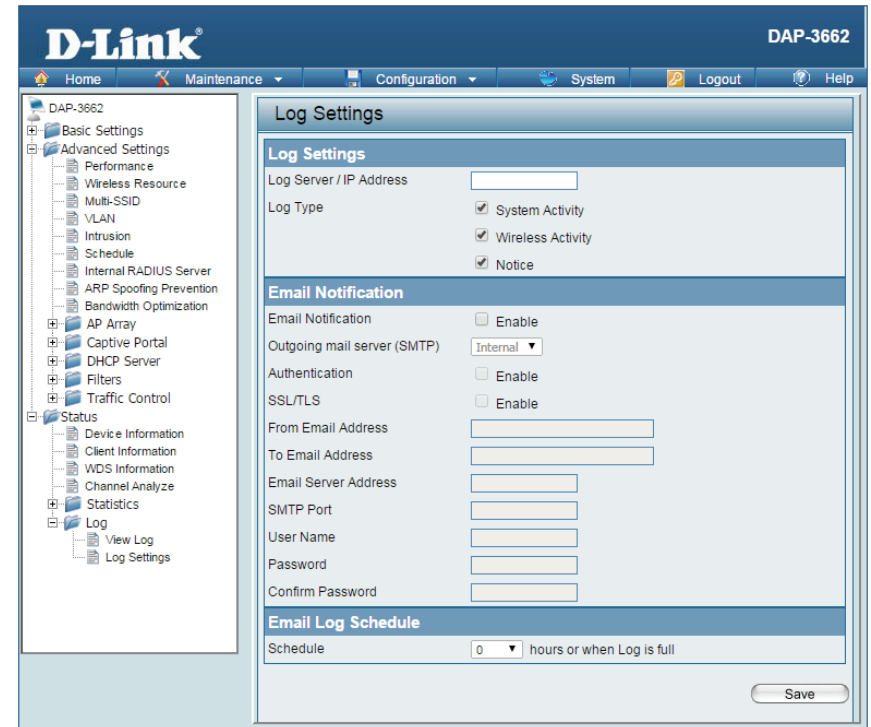 D-Link®
DAP-3662
Home Maintenance Configuration System Logout Help
DAP-3662
Basic Settings
Advanced Settings
Performance
Wireless Resource
Multi-SSID
VLAN
Intrusion
Schedule
Internal RADIUS Server
ARP Spoofing Prevention
Bandwidth Optimization
AP Array
Captive Portal
DHCP Server
Filters
Traffic Control
Status
Device Information
Client Information
WDS Information
Channel Analyze
Statistics
Log
View Log
Log Settings
Log Settings
Log Settings
Log Server / IP Address
Log Type System Activity
Wireless Activity
Notice
Email Notification
Email Notification Enable
Outgoing mail server (SMTP) Internal
Authentication Enable
SSL/TLS Enable
From Email Address
To Email Address
Email Server Address
SMTP Port
User Name
Password
Confirm Password
Email Log Schedule
Schedule 0 hours or when Log is full
Save